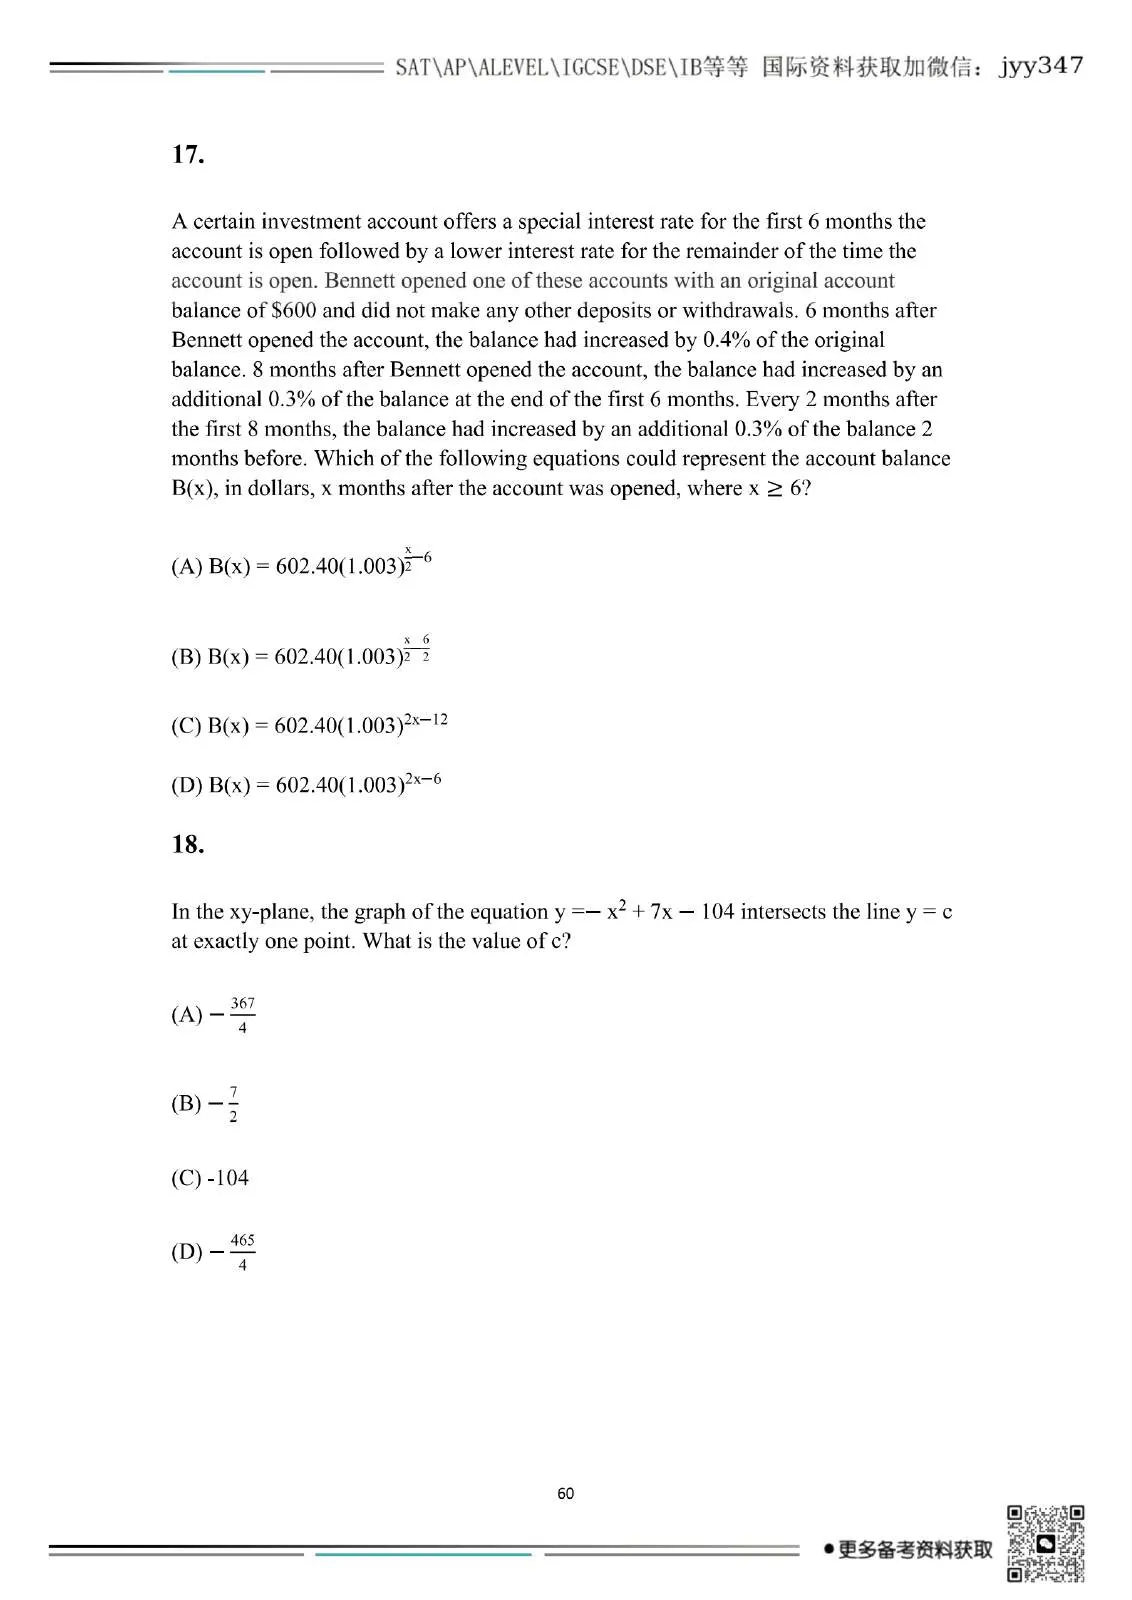 SAT\AP\ALEVEL\IGCSE\DSE\IB等等 国际资料获取加微信: jyy347
17.
A certain investment account offers a special interest rate for the first 6 months the
account is open followed by a lower interest rate for the remainder of the time the
account is open. Bennett opened one of these accounts with an original account
balance of $600 and did not make any other deposits or withdrawals. 6 months after
Bennett opened the account, the balance had increased by 0.4% of the original
balance. 8 months after Bennett opened the account, the balance had increased by an
additional 0.3% of the balance at the end of the first 6 months. Every 2 months after
the first 8 months, the balance had increased by an additional 0.3% of the balance 2
months before. Which of the following equations could represent the account balance
B(x), in dollars, x months after the account was opened, where x ≥ 6?
(A) B(x) = 602.40(1.003)^(x/2−6)
(B) B(x) = 602.40(1.003)^(x/2−6/2)
(C) B(x) = 602.40(1.003)^(2x−12)
(D) B(x) = 602.40(1.003)^(2x−6)
18.
In the xy-plane, the graph of the equation y =− x² + 7x − 104 intersects the line y = c
at exactly one point. What is the value of c?
(A) − 367/4
(B) − 7/2
(C) -104
(D) − 465/4
60
•更多备考资料获取